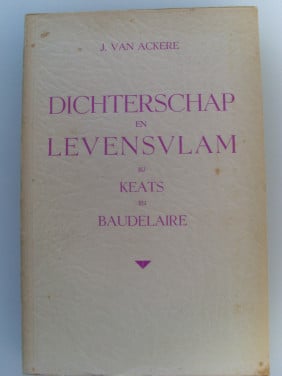 J. VAN ACKERE
DICHTERSCHAP
EN
LEVENSVLAM
BIJ
KEATS
EN
BAUDELAIRE